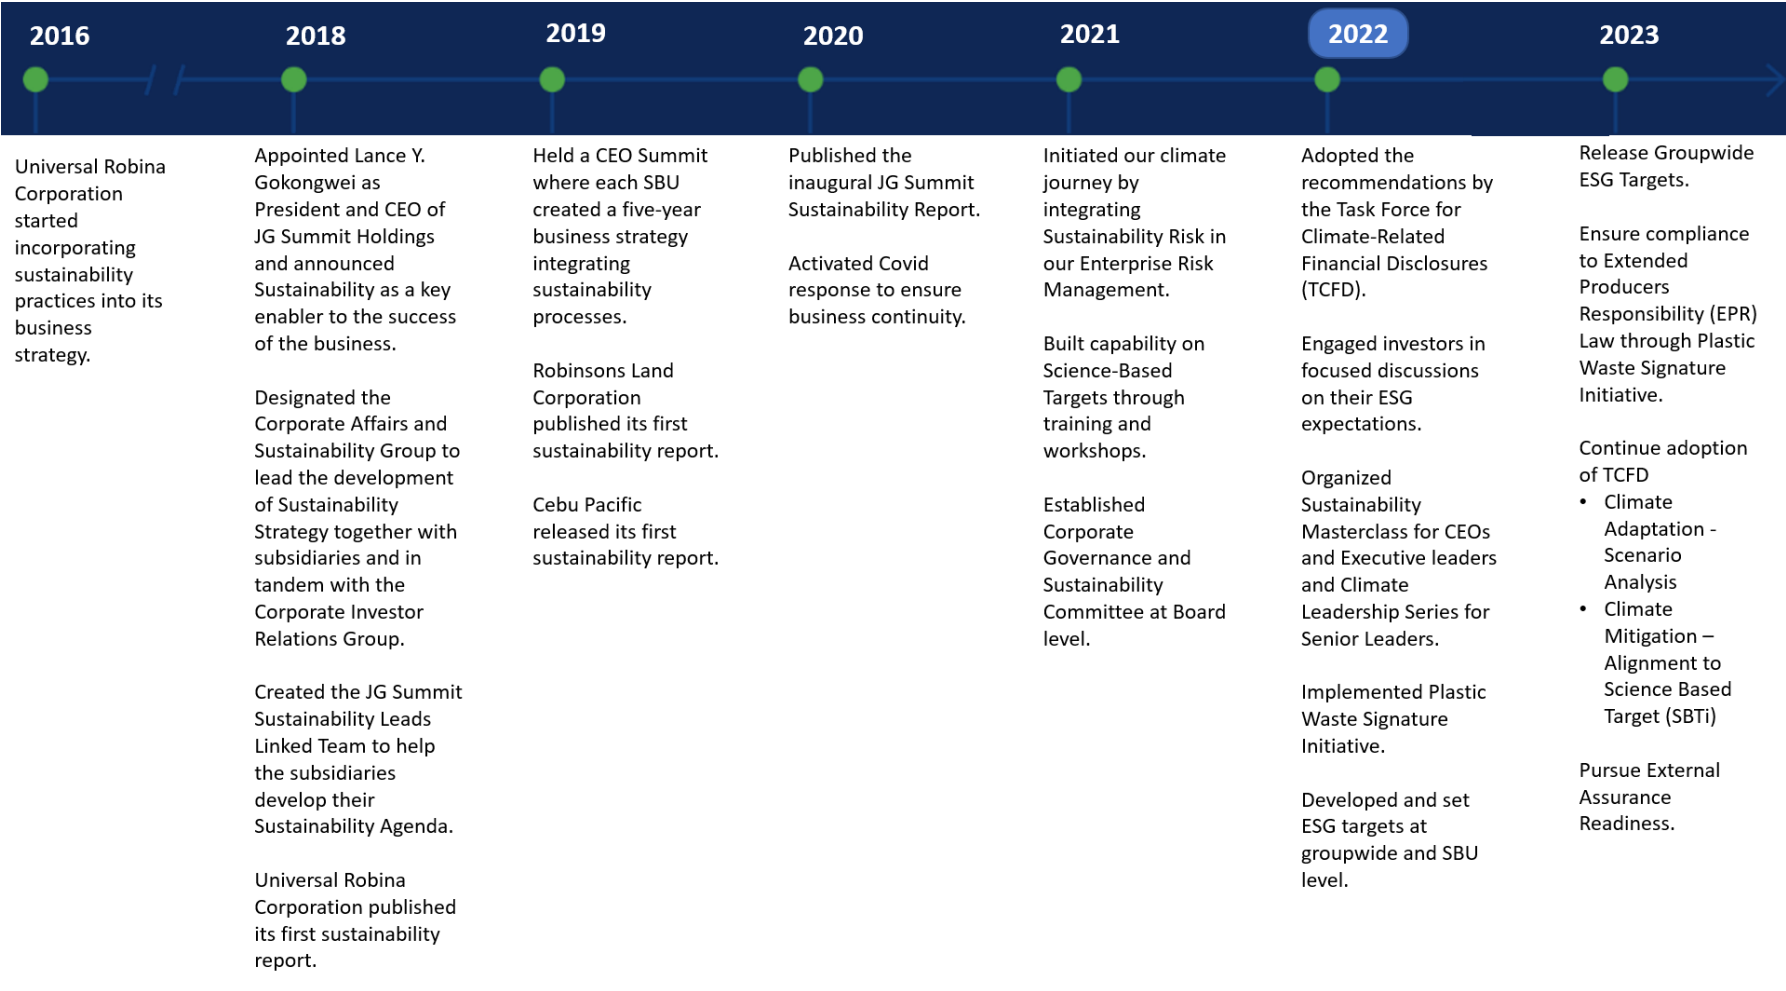 2016
2018
2019
2020
2021
2022
2023
Universal Robina
Corporation
started
incorporating
sustainability
practices into its
business
strategy.
Appointed Lance Y.
Gokongwei as
President and CEO of
JG Summit Holdings
and announced
Sustainability as a key
enabler to the success
of the business.
Designated the
Corporate Affairs and
Sustainability Group to
lead the development
of Sustainability
Strategy together with
subsidiaries and in
tandem with the
Corporate Investor
Relations Group.
Created the JG Summit
Sustainability Leads
Linked Team to help
the subsidiaries
develop their
Sustainability Agenda.
Universal Robina
Corporation published
its first sustainability
report.
Held a CEO Summit
where each SBU
created a five-year
business strategy
integrating
sustainability
processes.
Robinsons Land
Corporation
published its first
sustainability report.
Cebu Pacific
released its first
sustainability report.
Published the
inaugural JG Summit
Sustainability Report.
Activated Covid
response to ensure
business continuity.
Initiated our climate
journey by
integrating
Sustainability Risk in
our Enterprise Risk
Management.
Built capability on
Science-Based
Targets through
training and
workshops.
Established
Corporate
Governance and
Sustainability
Committee at Board
level.
Adopted the
recommendations by
the Task Force for
Climate-Related
Financial Disclosures
(TCFD).
Engaged investors in
focused discussions
on their ESG
expectations.
Organized
Sustainability
Masterclass for CEOs
and Executive leaders
and Climate
Leadership Series for
Senior Leaders.
Implemented Plastic
Waste Signature
Initiative.
Developed and set
ESG targets at
groupwide and SBU
level.
Release Groupwide
ESG Targets.
Ensure compliance
to Extended
Producers
Responsibility (EPR)
Law through Plastic
Waste Signature
Initiative.
Continue adoption
of TCFD
• Climate
Adaptation -
Scenario
Analysis
• Climate
Mitigation –
Alignment to
Science Based
Target (SBTi)
Pursue External
Assurance
Readiness.